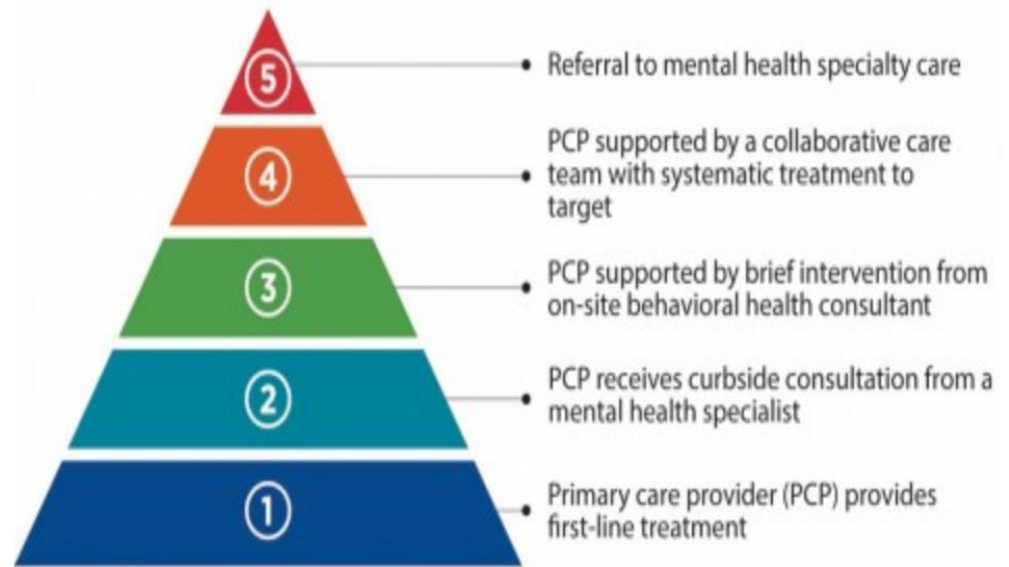 5
Referral to mental health specialty care
4
PCP supported by a collaborative care
team with systematic treatment to
target
3
PCP supported by brief intervention from
on-site behavioral health consultant
2
PCP receives curbside consultation from a
mental health specialist
1
Primary care provider (PCP) provides
first-line treatment